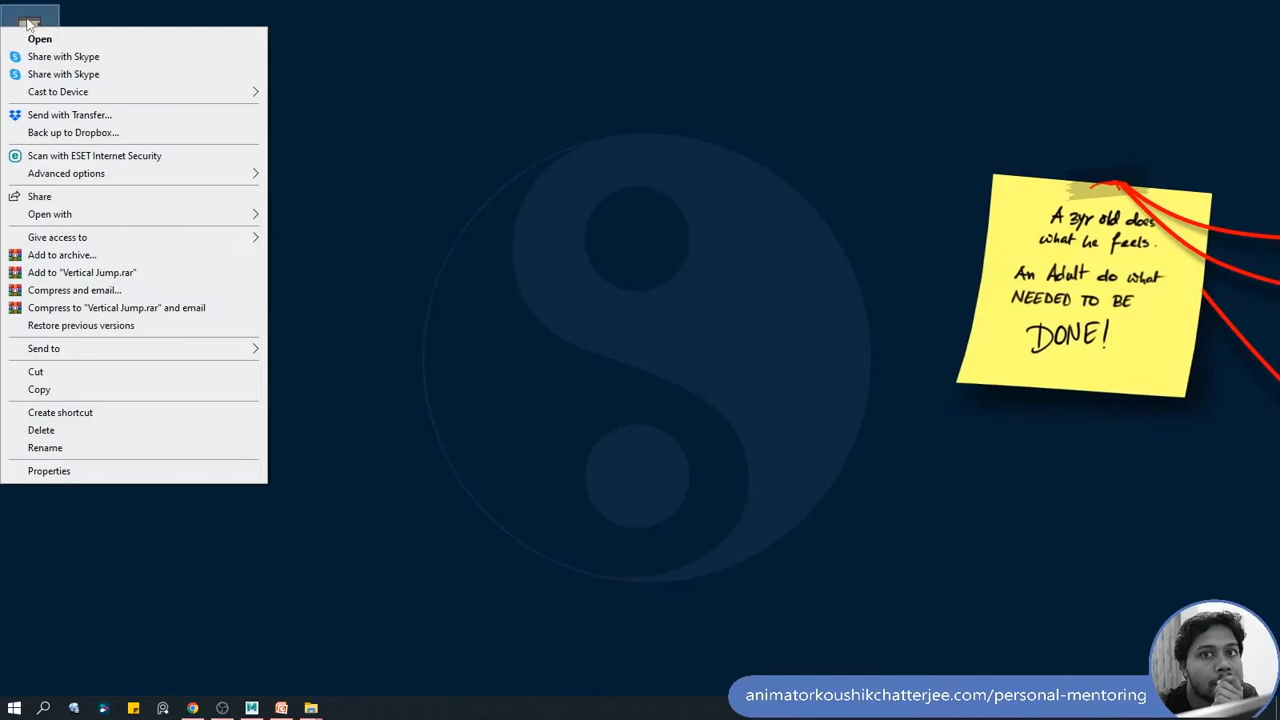 Open
Share with Skype
Share with Skype
Cast to Device
Send with Transfer...
Back up to Dropbox...
Scan with ESET Internet Security
Advanced options
Share
Open with
Give access to
Add to archive...
Add to "Vertical Jump.rar"
Compress and email...
Compress to "Vertical Jump.rar" and email
Restore previous versions
Send to
Cut
Copy
Create shortcut
Delete
Rename
Properties
A 3yr old does
what he feels.
An Adult do what
NEEDED TO BE
DONE!
animatorkoushikchatterjee.com/personal-mentoring